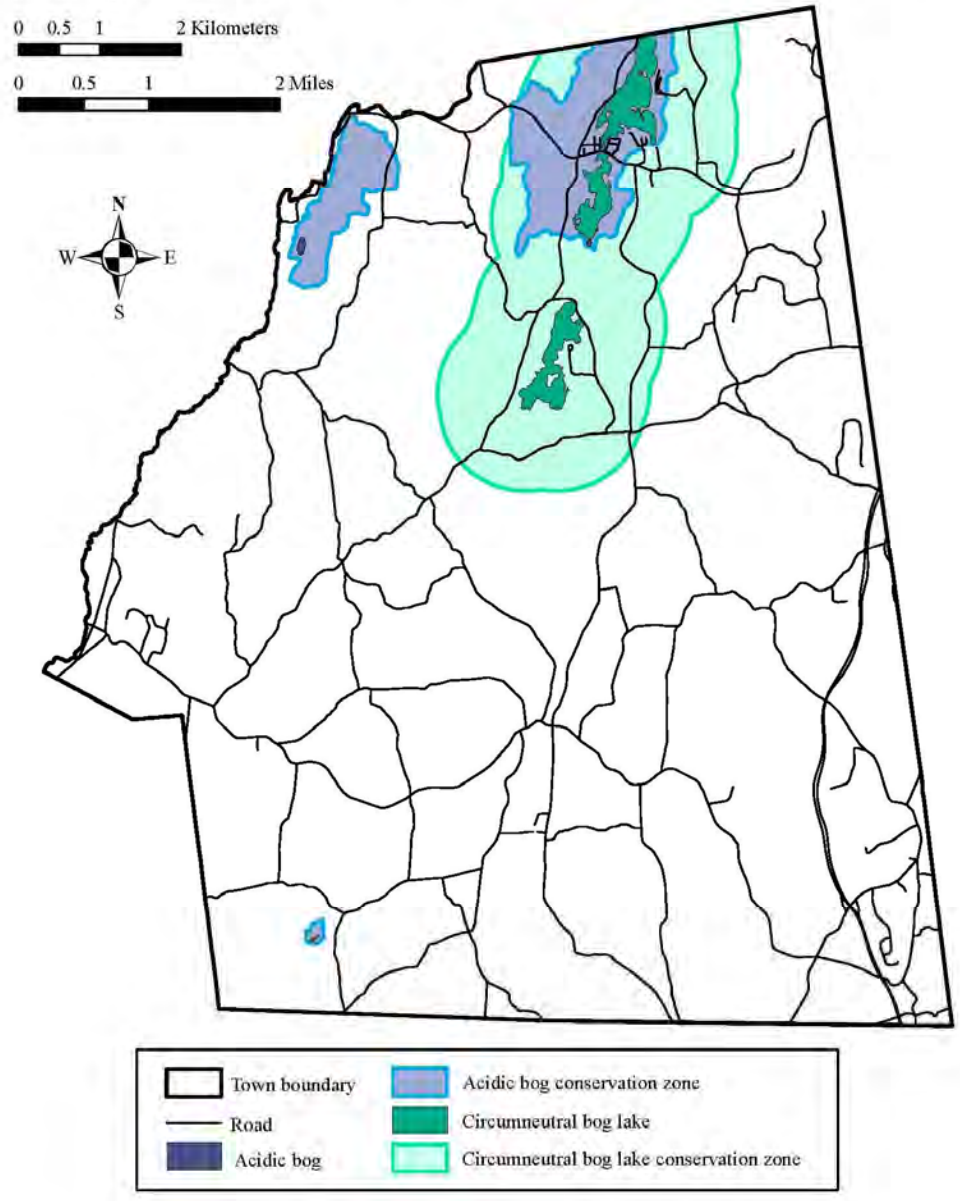 0 0.5 1 2 Kilometers
0 0.5 1 2 Miles
N
W E
S
Town boundary
Road
Acidic bog
Acidic bog conservation zone
Circumneutral bog lake
Circumneutral bog lake conservation zone